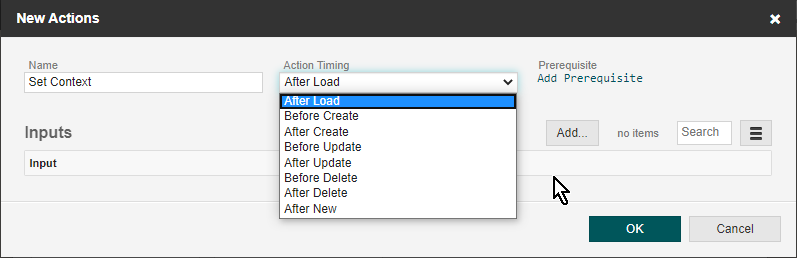 New Actions
Name
Action Timing
Prerequisite
Set Context
After Load
Add Prerequisite
After Load
Before Create
After Create
Before Update
After Update
Before Delete
After Delete
After New
Inputs
Add...
no items
Search
Input
OK
Cancel